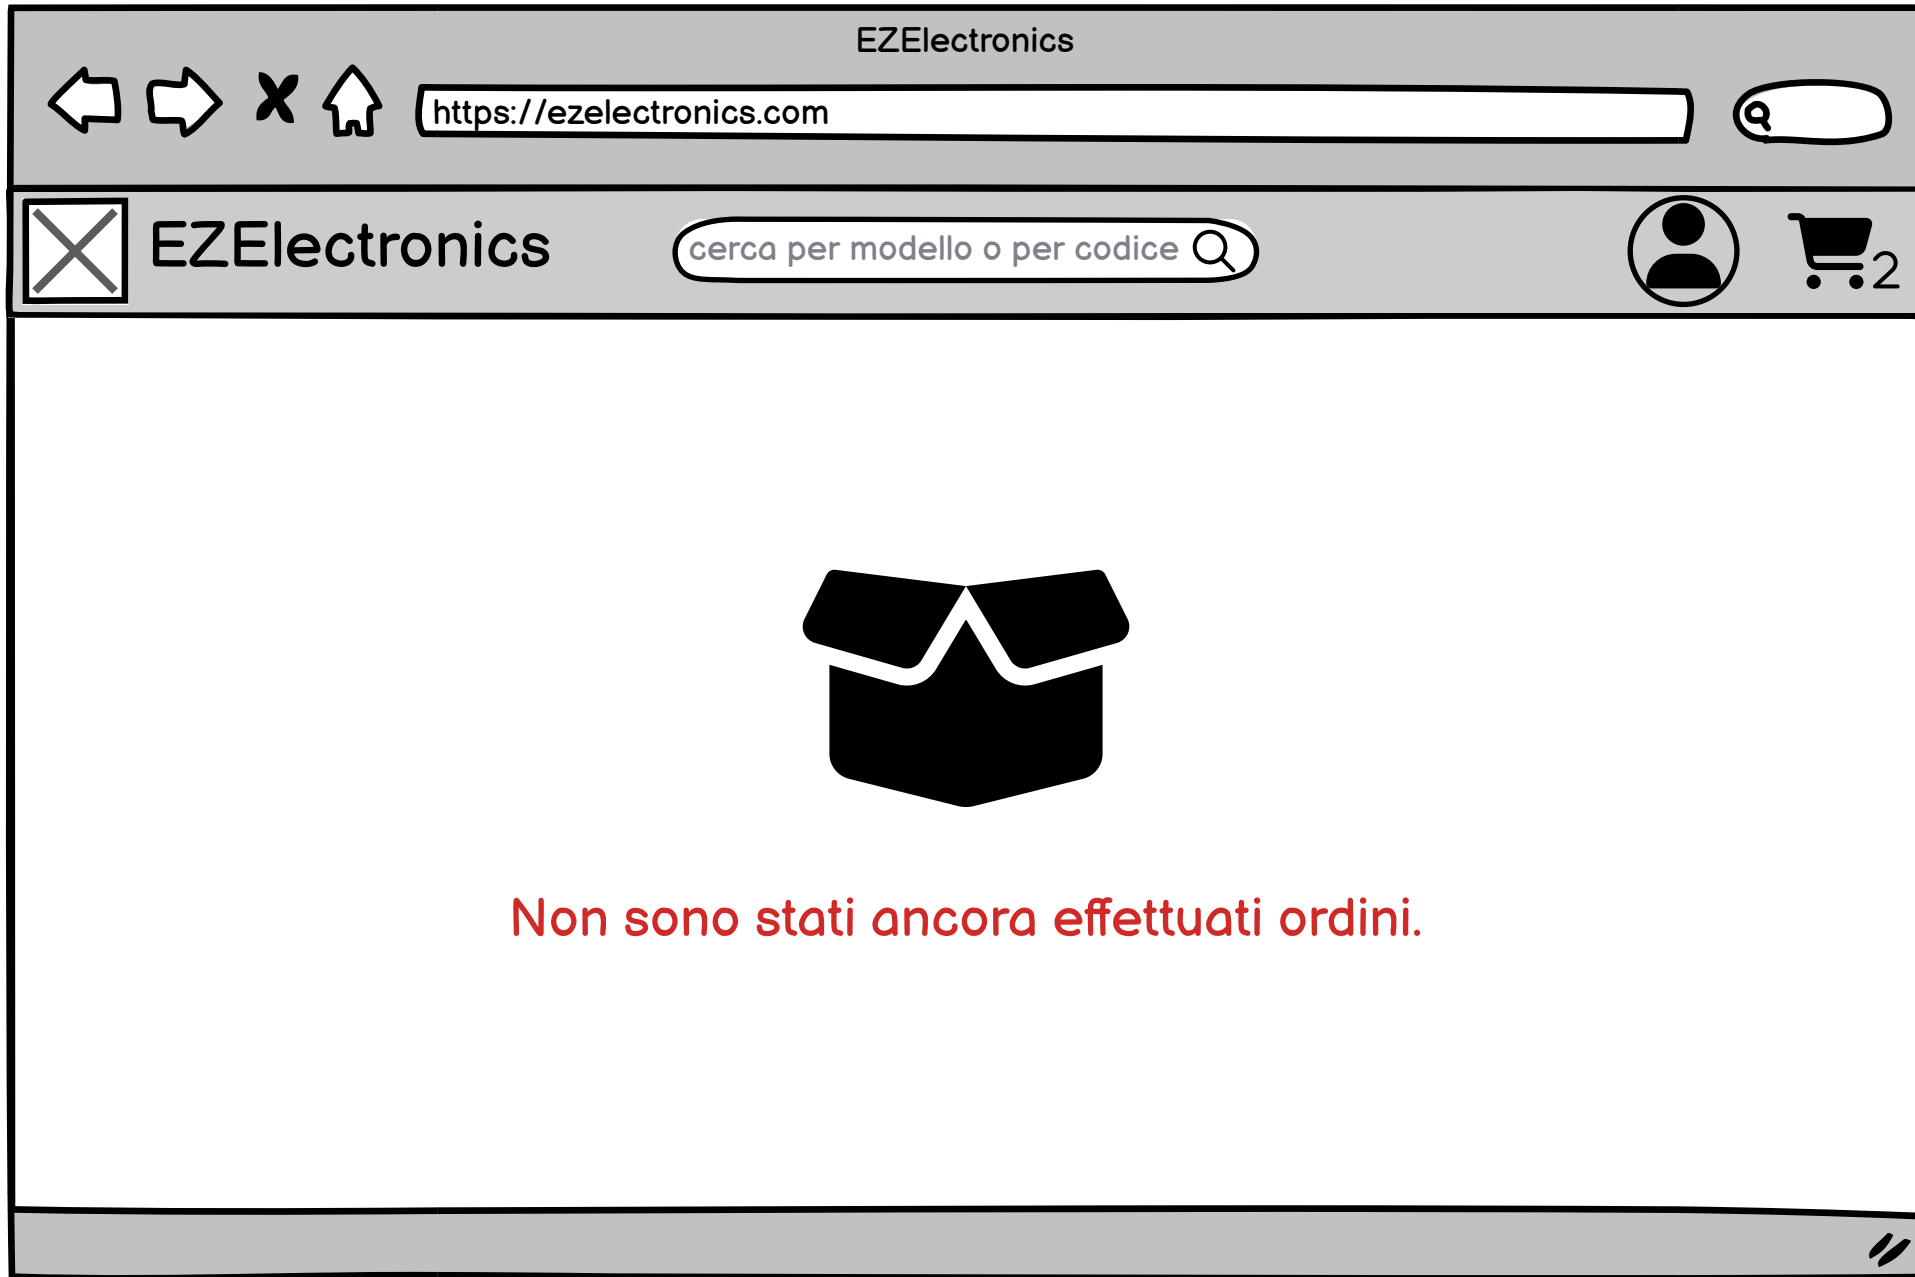 EZElectronics
https://ezelectronics.com
EZElectronics
cerca per modello o per codice
2
Non sono stati ancora effettuati ordini.